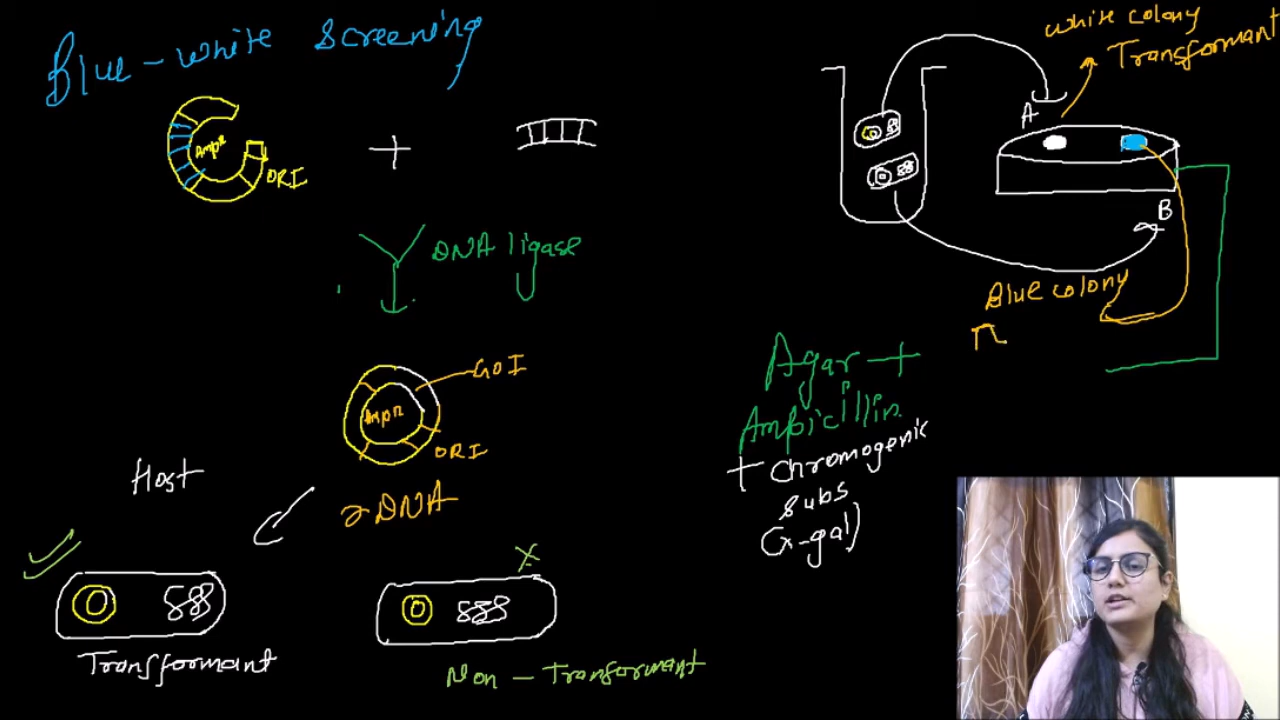 Blue - white screening
AmpR
ORI
+
DNA ligase
GOI
AmpR
ORI
rDNA
Host
Transformant
Non - Transformant
white colony
Transformant
A
B
Blue colony
Agar +
Ampicillin
+ Chromogenic
subs
(x-gal)